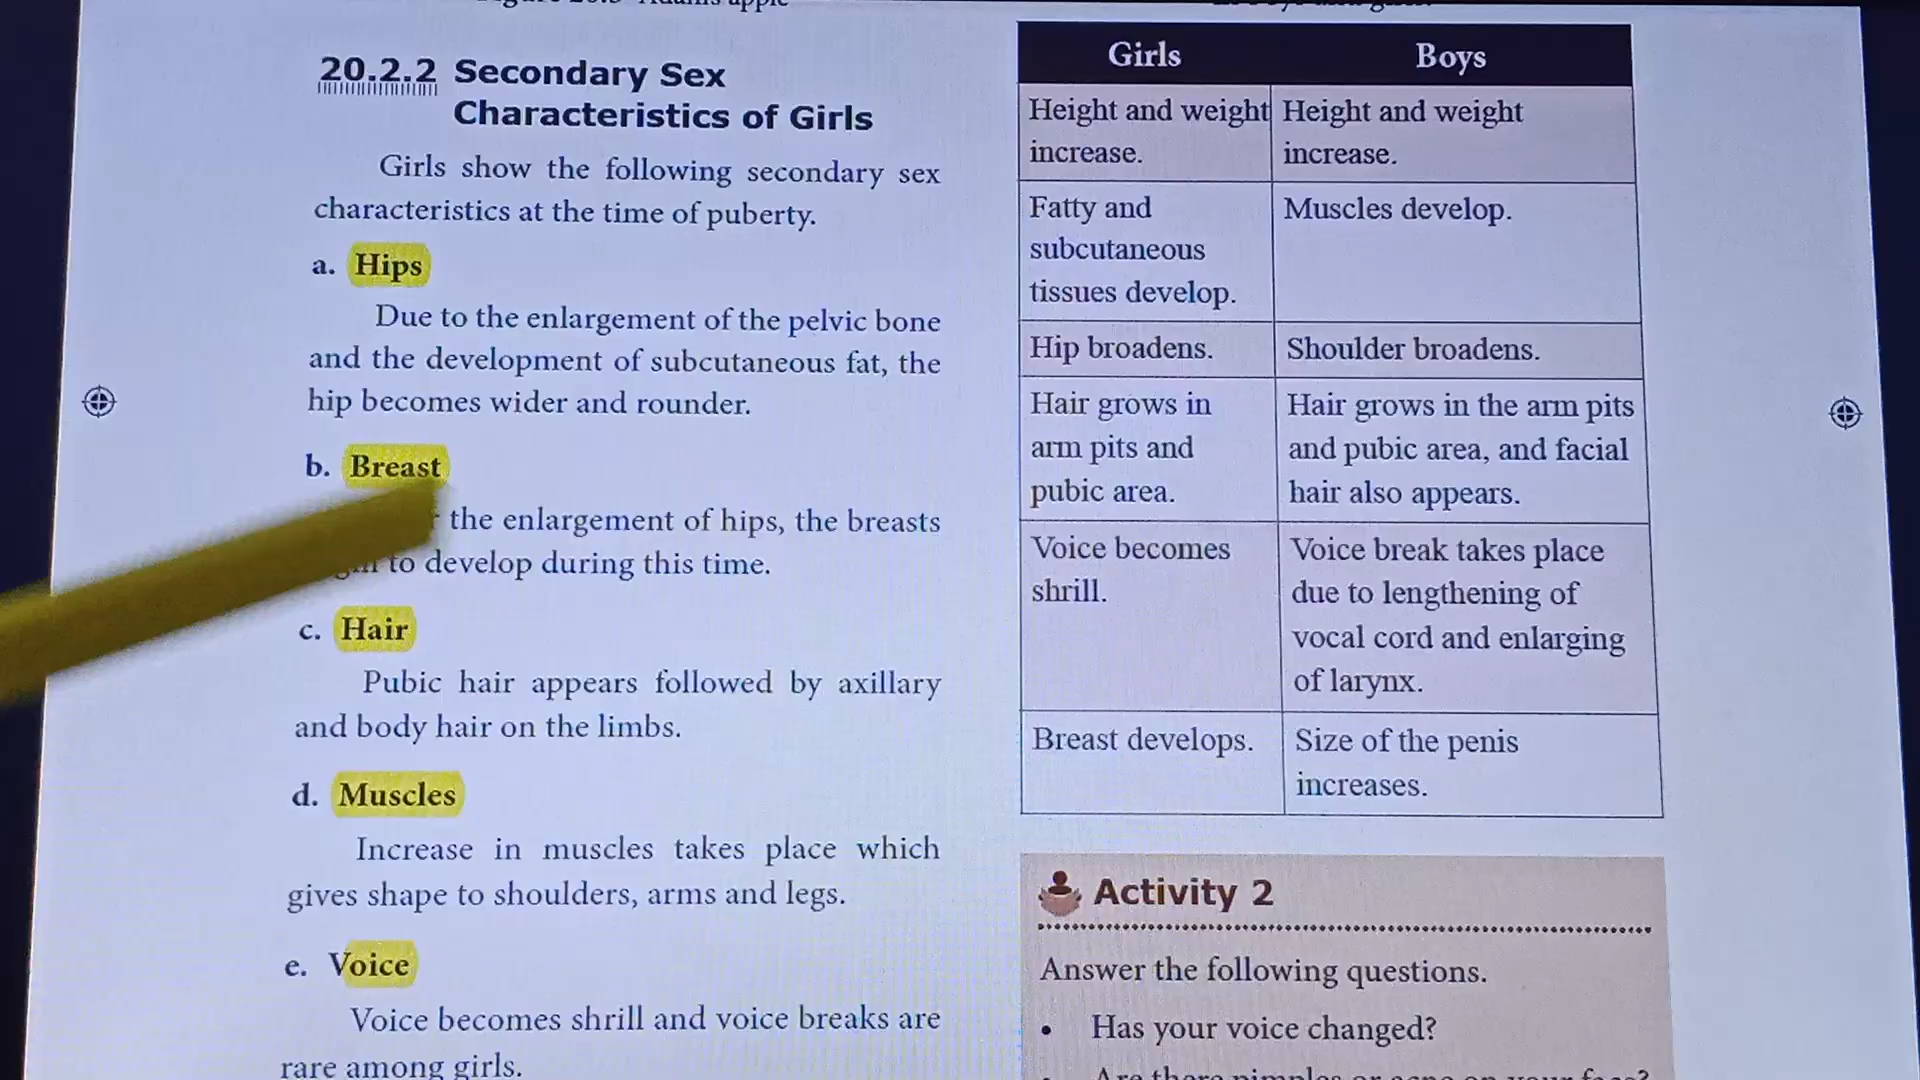 20.2.2 Secondary Sex
Characteristics of Girls
Girls show the following secondary sex
characteristics at the time of puberty.
a. Hips
Due to the enlargement of the pelvic bone
and the development of subcutaneous fat, the
hip becomes wider and rounder.
b. Breast
the enlargement of hips, the breasts
to develop during this time.
c. Hair
Pubic hair appears followed by axillary
and body hair on the limbs.
d. Muscles
Increase in muscles takes place which
gives shape to shoulders, arms and legs.
e. Voice
Voice becomes shrill and voice breaks are
rare among girls.
Girls Boys
Height and weight increase. Height and weight increase.
Fatty and subcutaneous tissues develop. Muscles develop.
Hip broadens. Shoulder broadens.
Hair grows in arm pits and pubic area. Hair grows in the arm pits and pubic area, and facial hair also appears.
Voice becomes shrill. Voice break takes place due to lengthening of vocal cord and enlarging of larynx.
Breast develops. Size of the penis increases.
Activity 2
Answer the following questions.
• Has your voice changed?
• Are there pimples or acne on your face?